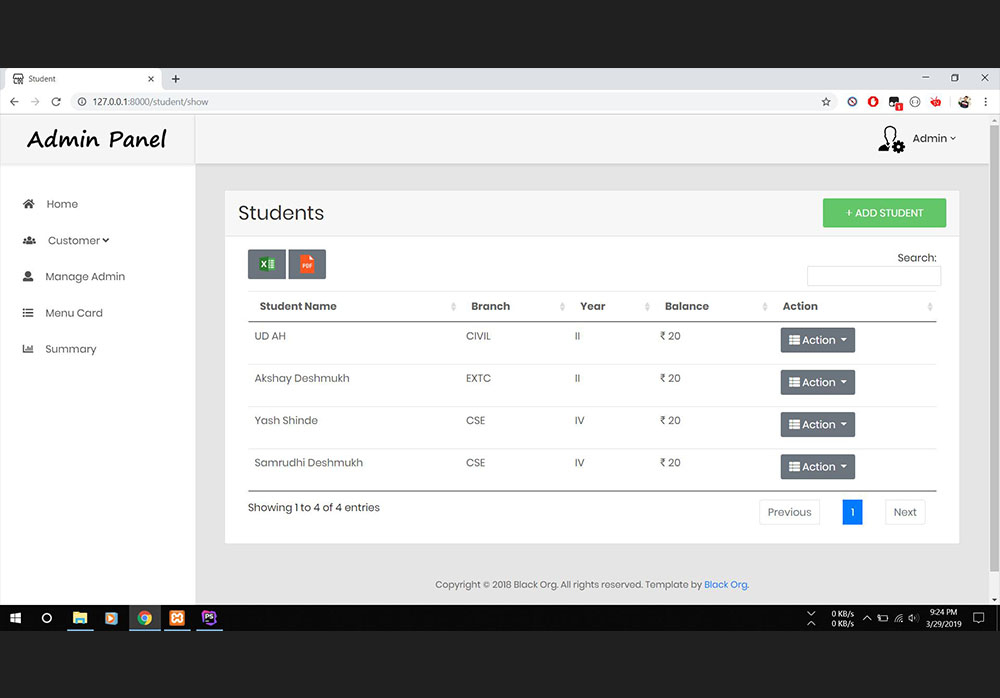 Student
127.0.0.1:8000/student/show
1
Admin Panel
Admin
Home
Customer
Manage Admin
Menu Card
Summary
Students
+ ADD STUDENT
X
PDF
Search:
Student Name Branch Year Balance Action
UD AH CIVIL II ₹ 20 Action
Akshay Deshmukh EXTC II ₹ 20 Action
Yash Shinde CSE IV ₹ 20 Action
Samrudhi Deshmukh CSE IV ₹ 20 Action
Showing 1 to 4 of 4 entries
Previous 1 Next
Copyright © 2018 Black Org. All rights reserved. Template by Black Org.
PS
0 KB/s
0 KB/s
9:24 PM
3/29/2019